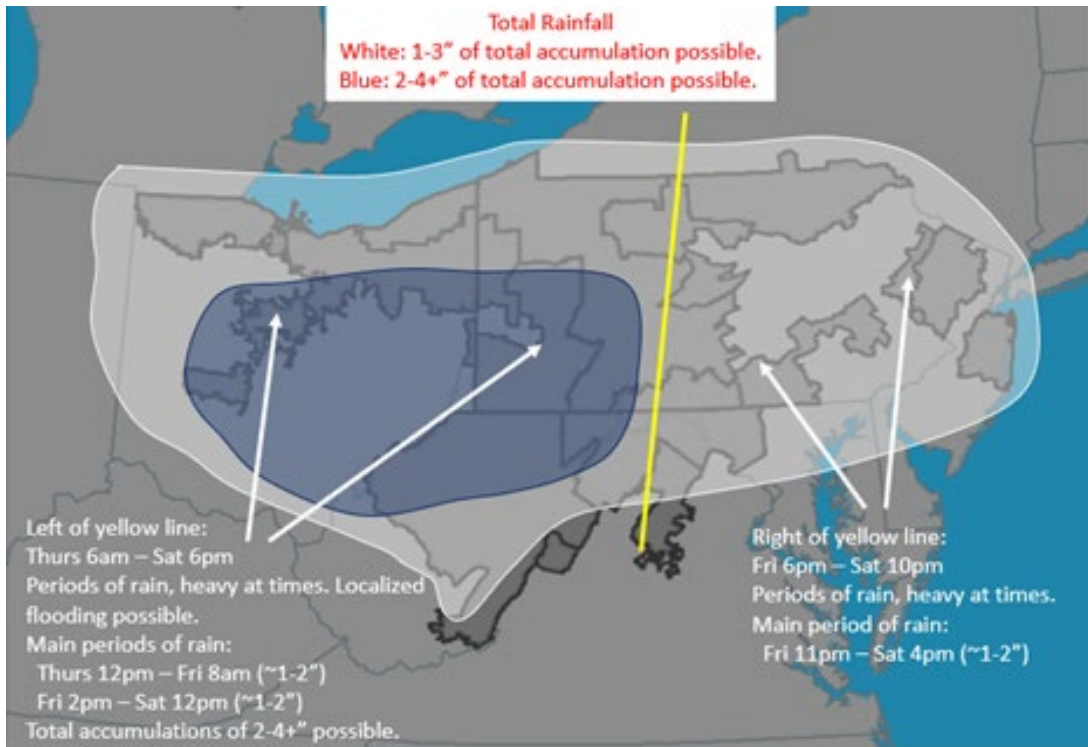 Total Rainfall
White: 1-3” of total accumulation possible.
Blue: 2-4+” of total accumulation possible.
Left of yellow line:
Thurs 6am – Sat 6pm
Periods of rain, heavy at times. Localized
flooding possible.
Main periods of rain:
Thurs 12pm – Fri 8am (~1-2”)
Fri 2pm – Sat 12pm (~1-2”)
Total accumulations of 2-4+” possible.
Right of yellow line:
Fri 6pm – Sat 10pm
Periods of rain, heavy at times.
Main period of rain:
Fri 11pm – Sat 4pm (~1-2”)